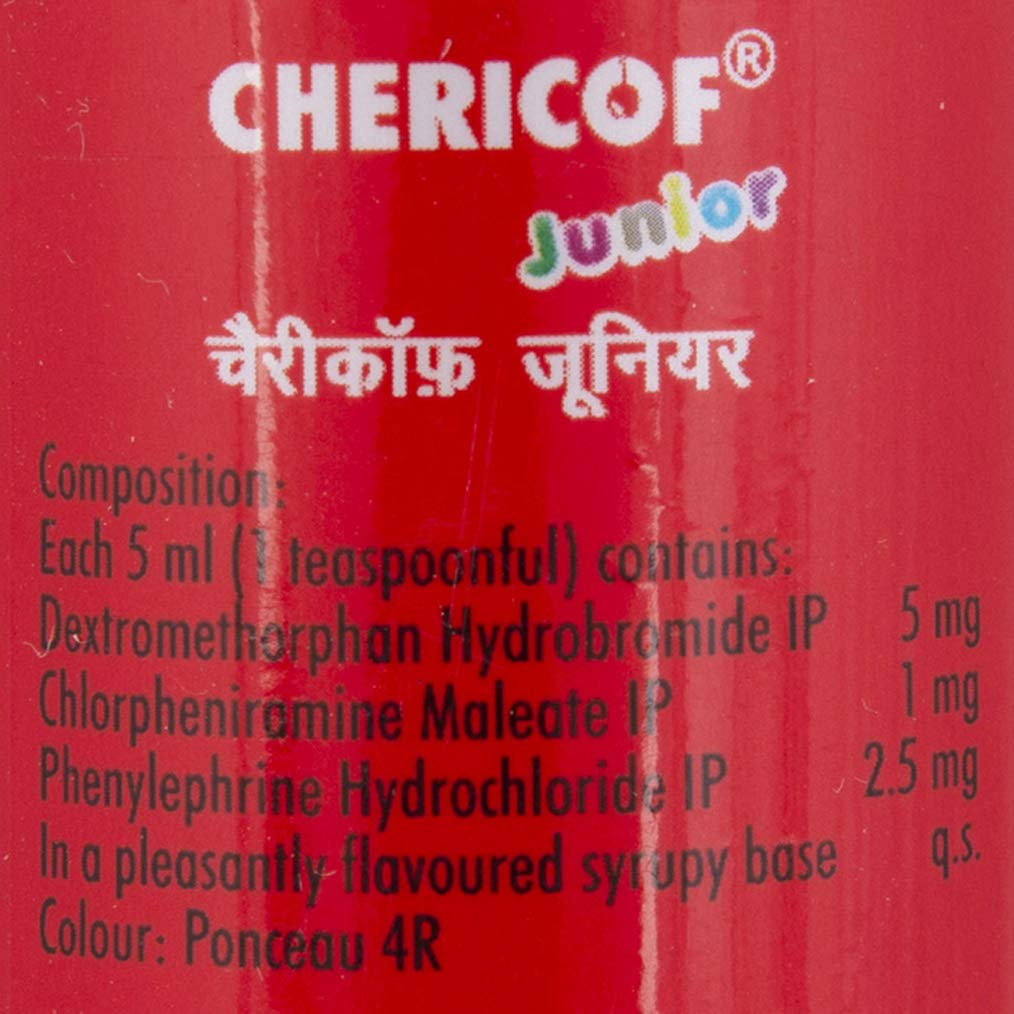 CHERICOF®
Junior
चैरीकॉफ़ जूनियर
Composition:
Each 5 ml (1 teaspoonful) contains:
Dextromethorphan Hydrobromide IP 5 mg
Chlorpheniramine Maleate IP 1 mg
Phenylephrine Hydrochloride IP 2.5 mg
In a pleasantly flavoured syrupy base q.s.
Colour: Ponceau 4R